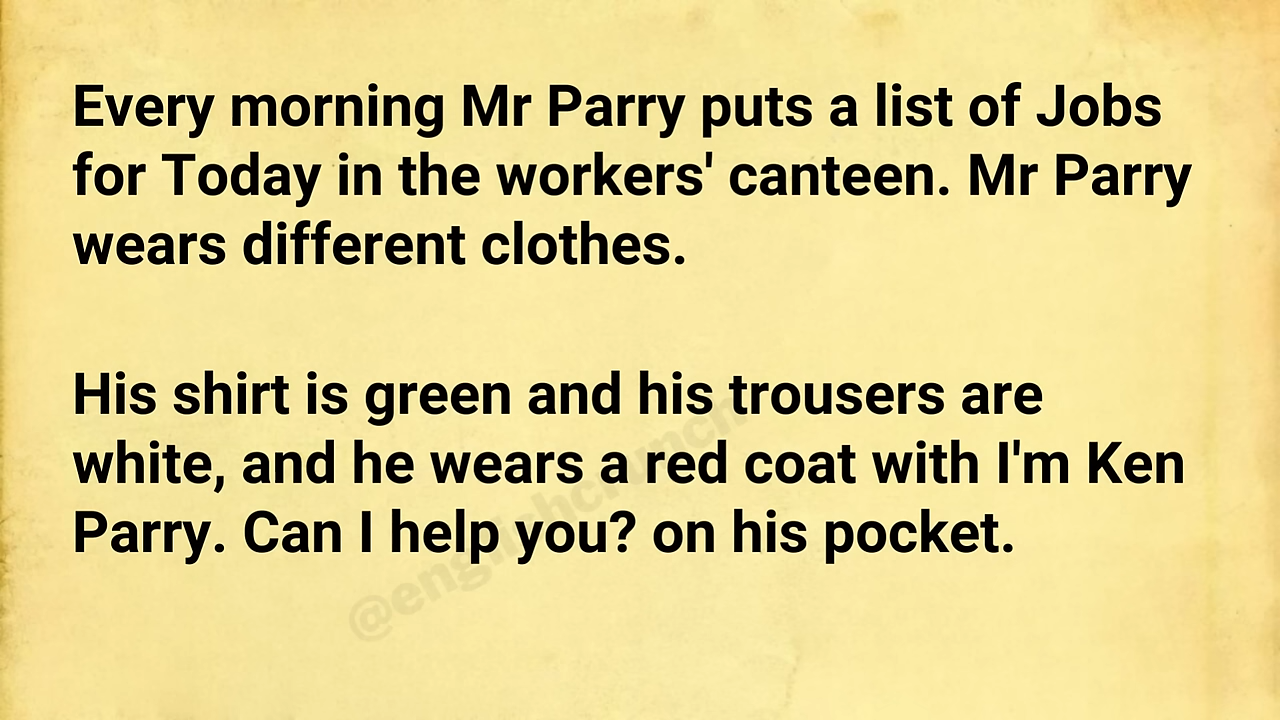 Every morning Mr Parry puts a list of Jobs
for Today in the workers' canteen. Mr Parry
wears different clothes.
His shirt is green and his trousers are
white, and he wears a red coat with I'm Ken
Parry. Can I help you? on his pocket.
@englishcrunch